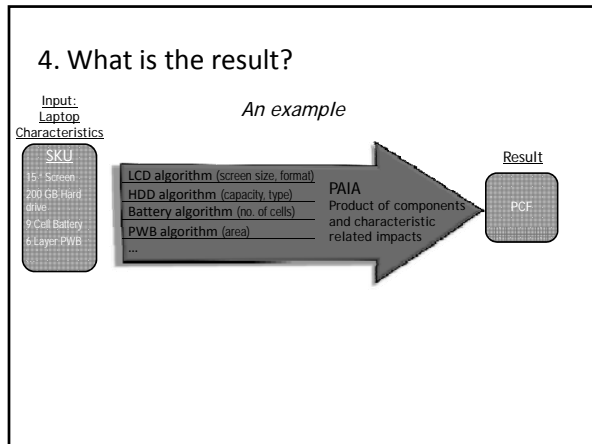 4. What is the result?
An example
Input:
Laptop
Characteristics
SKU
15" Screen
200 GB Hard
drive
9 Cell Battery
6 Layer PWB
LCD algorithm (screen size, format)
HDD algorithm (capacity, type)
Battery algorithm (no. of cells)
PWB algorithm (area)
...
PAIA
Product of components
and characteristic
related impacts
Result
PCF